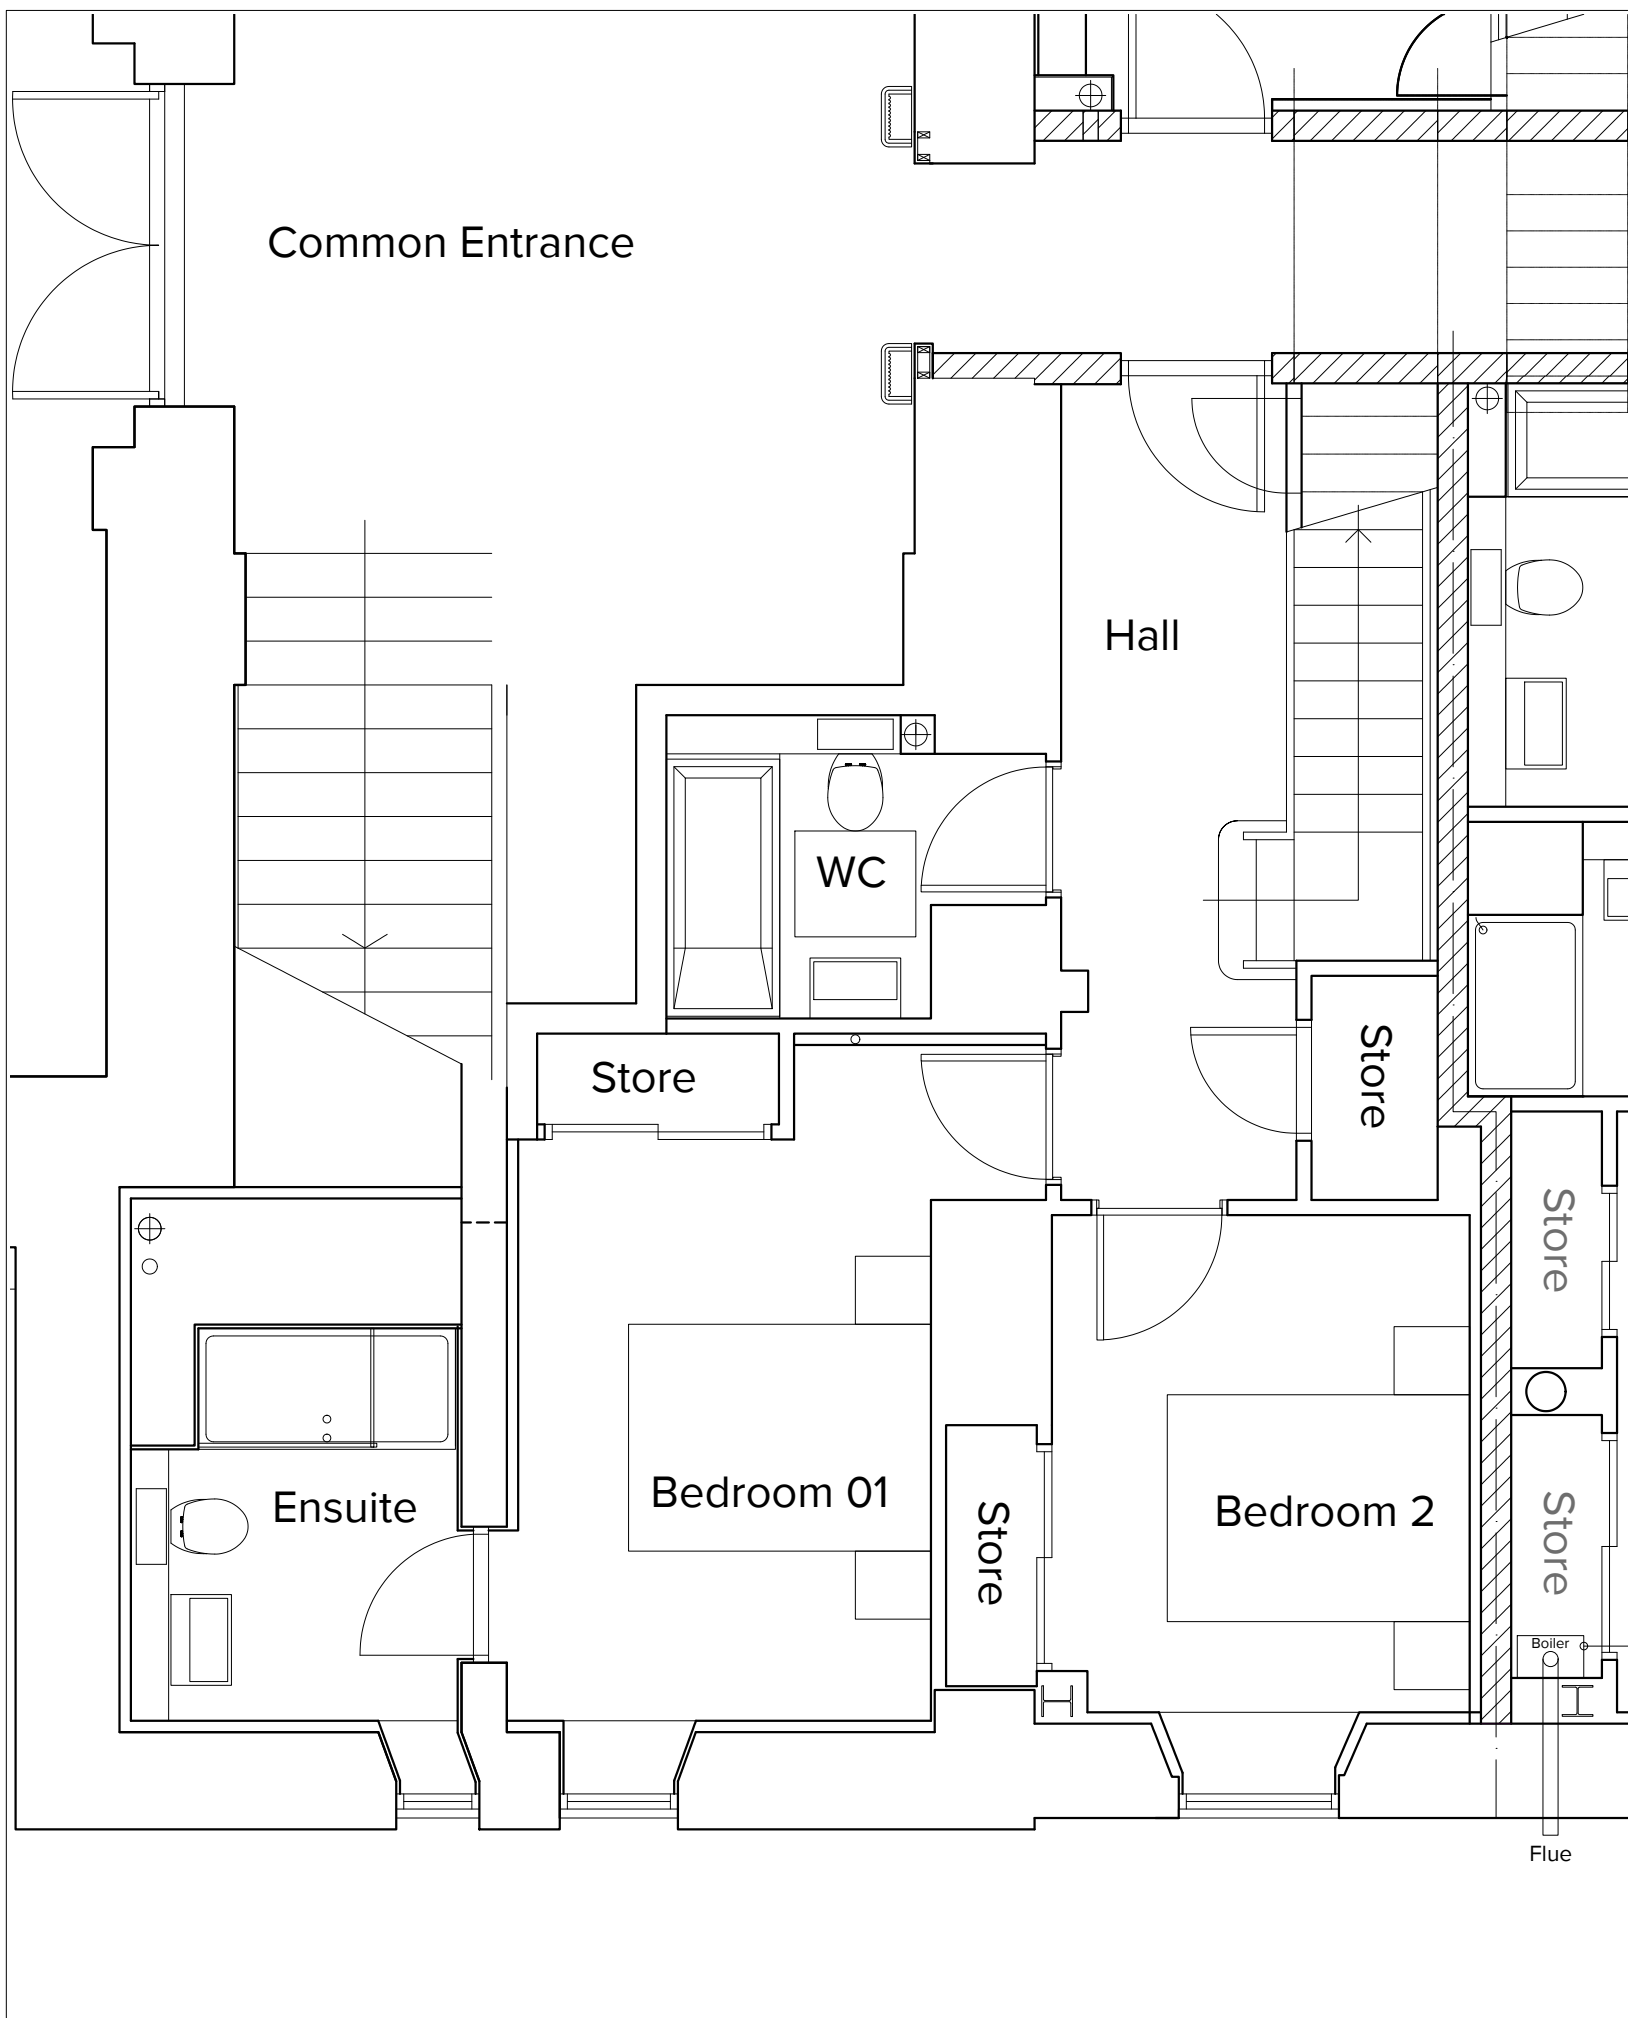 Common Entrance
Hall
WC
Store
Store
Store
Ensuite
Bedroom 01
Store
Bedroom 2
Store
Boiler
Flue